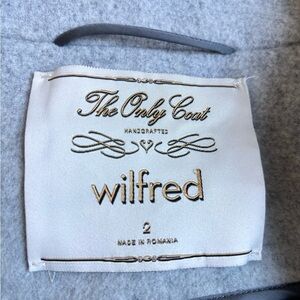 The Only Coat
HANDCRAFTED
wilfred
2
MADE IN ROMANIA